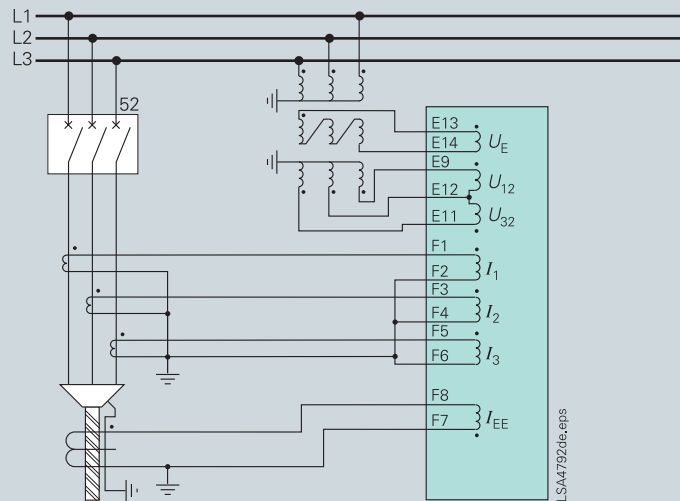 L1
L2
L3
52
E13
E14
U_E
E9
U_12
E12
E11
U_32
F1
F2
I_1
F3
F4
I_2
F5
F6
I_3
F8
F7
I_EE
LSA4792de.eps